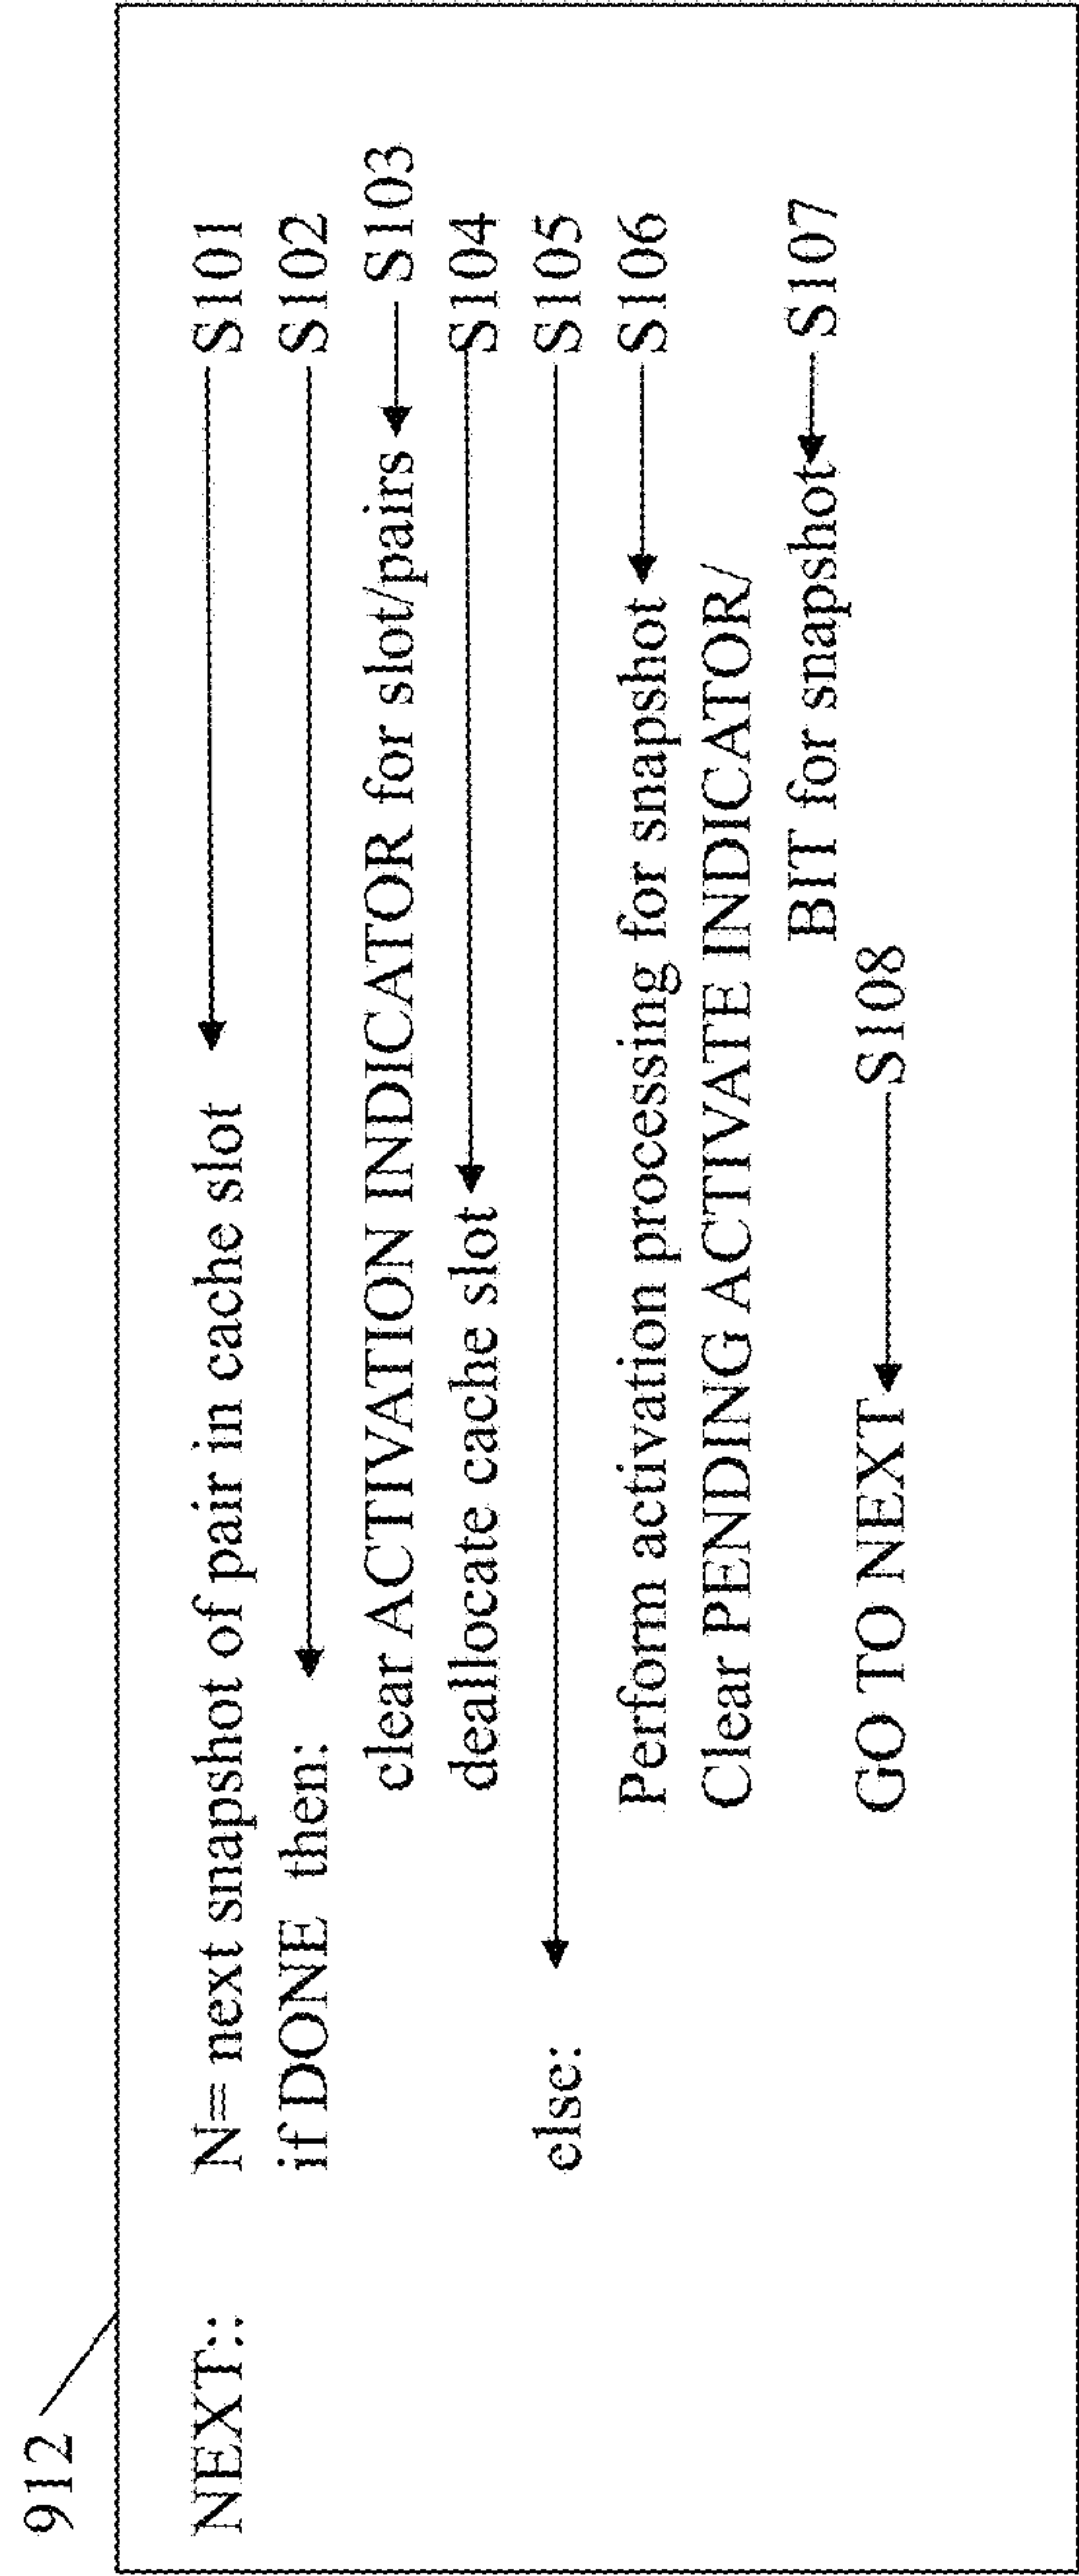 912
NEXT:: N= next snapshot of pair in cache slot S101
if DONE then: S102
clear ACTIVATION INDICATOR for slot/pairs S103
deallocate cache slot S104
else: S105
Perform activation processing for snapshot S106
Clear PENDING ACTIVATE INDICATOR/
BIT for snapshot S107
GO TO NEXT S108